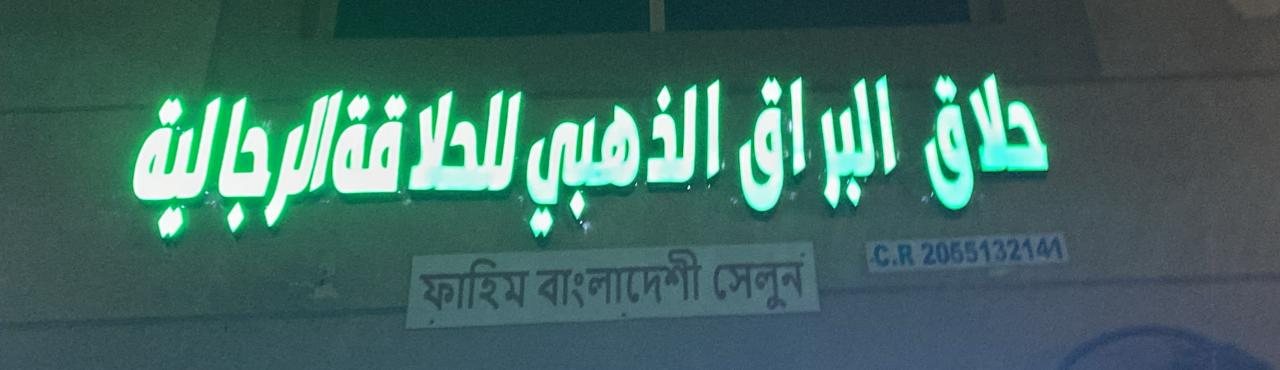 حلاق البراق الذهبي للحلاقة الرجالية
ফাহিম বাংলাদেশী সেলুন
C.R 2055132141